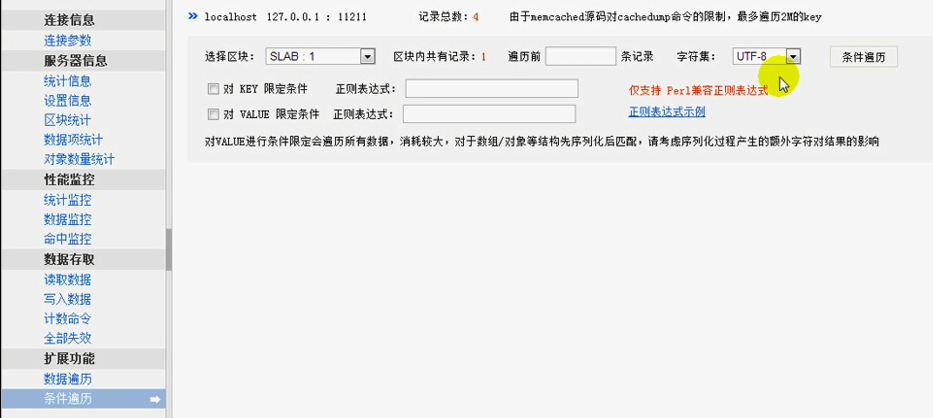 连接信息
连接参数
服务器信息
统计信息
设置信息
区块统计
数据项统计
对象数量统计
性能监控
统计监控
数据监控
命中监控
数据存取
读取数据
写入数据
计数命令
全部失效
扩展功能
数据遍历
条件遍历
localhost 127.0.0.1 : 11211 记录总数: 4 由于memcached源码对cachedump命令的限制，最多遍历2M的key
选择区块： SLAB : 1 区块内共有记录：1 遍历前 条记录 字符集： UTF-8 条件遍历
对 KEY 限定条件 正则表达式： 仅支持 Perl兼容正则表达式
对 VALUE 限定条件 正则表达式： 正则表达式示例
对VALUE进行条件限定会遍历所有数据，消耗较大，对于数组/对象等结构先序列化后匹配，请考虑序列化过程产生的额外字符对结果的影响